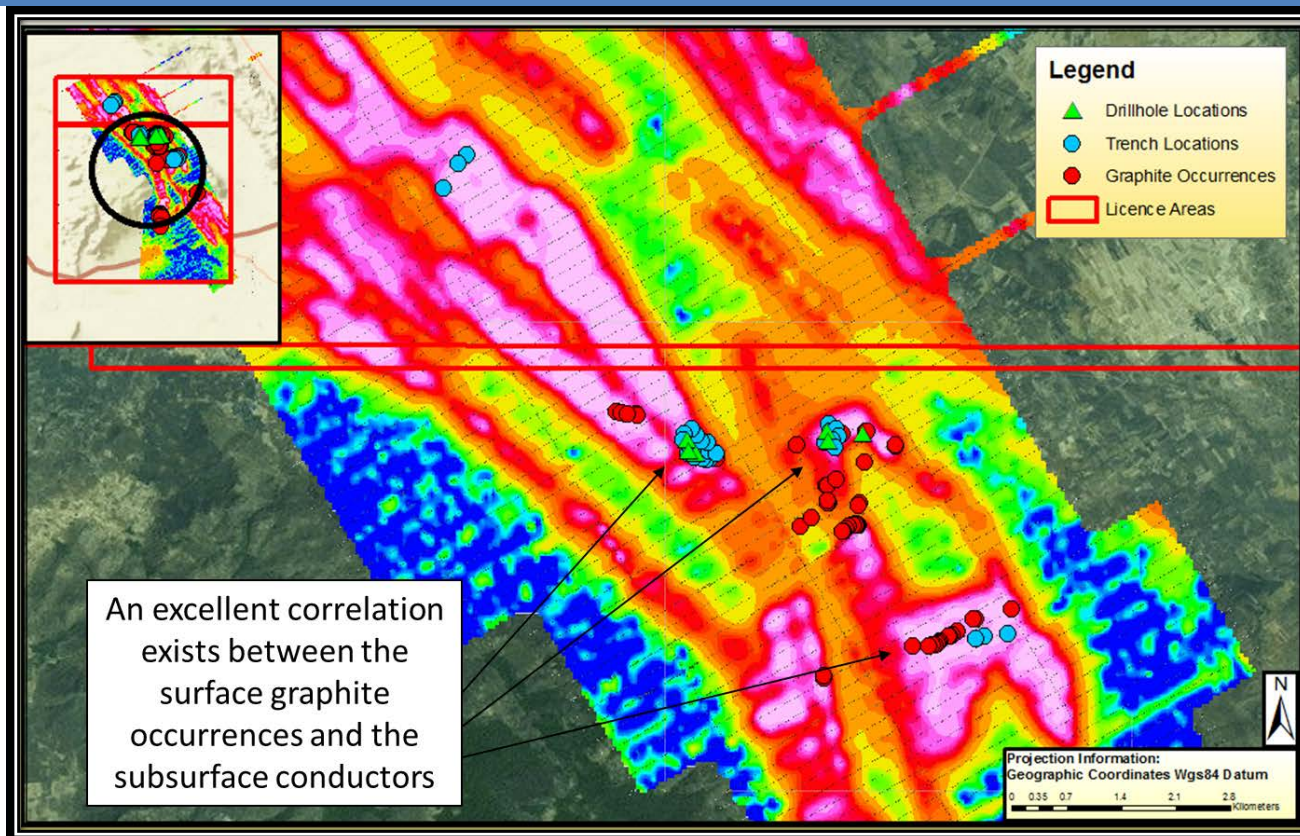 Legend
Drillhole Locations
Trench Locations
Graphite Occurrences
Licence Areas
An excellent correlation
exists between the
surface graphite
occurrences and the
subsurface conductors
N
Projection Information:
Geographic Coordinates Wgs84 Datum
0 0.35 0.7 1.4 2.1 2.8
Kilometers